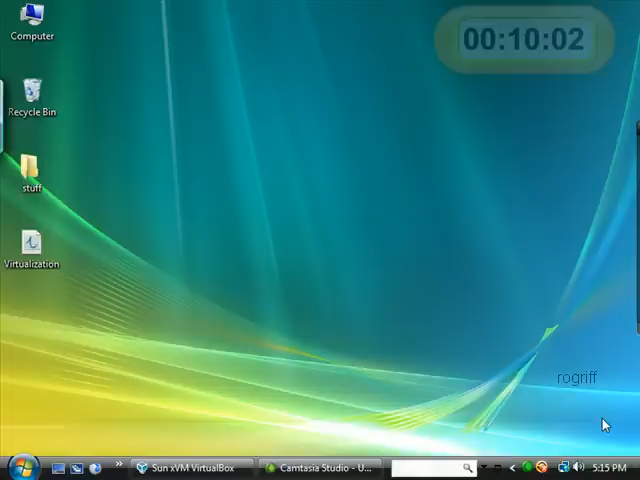 00:10:02
Computer
Recycle Bin
stuff
Virtualization
rogriff
Sun xVM VirtualBox
Camtasia Studio - U...
5:15 PM